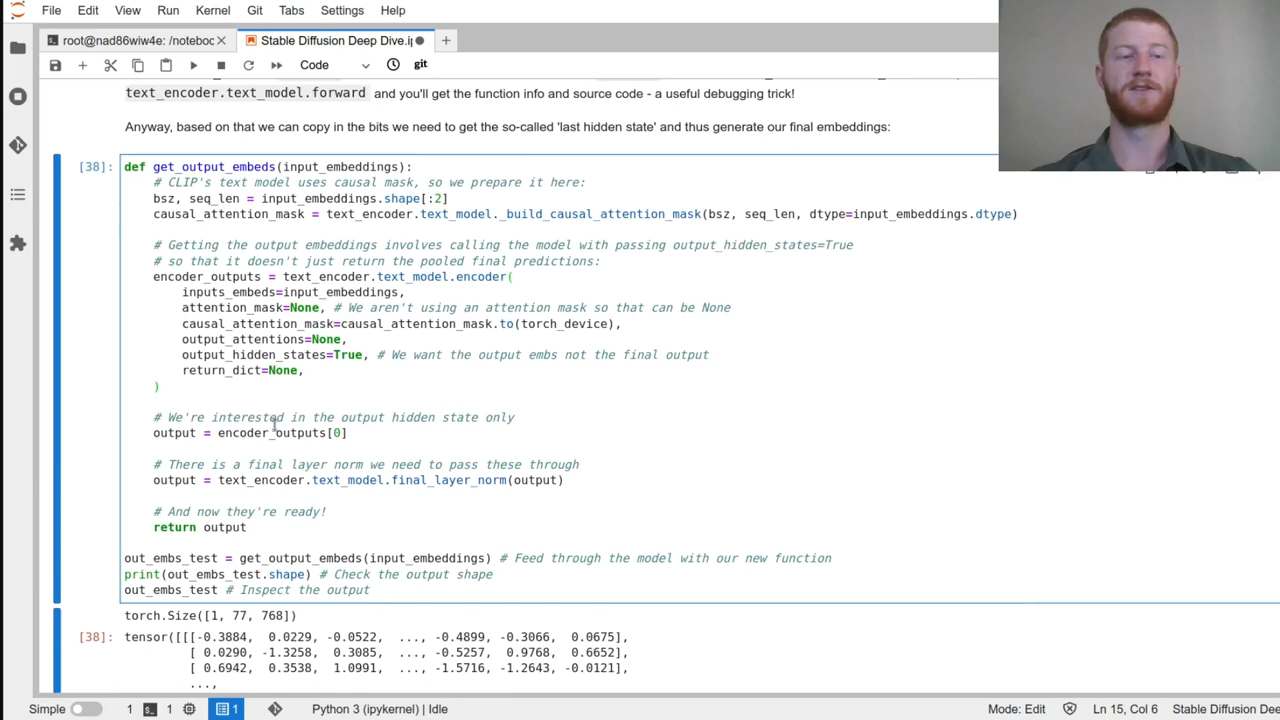 File Edit View Run Kernel Git Tabs Settings Help
root@nad86wiw4e: /notebo
Stable Diffusion Deep Dive.i
Code
git
text_encoder.text_model.forward and you'll get the function info and source code - a useful debugging trick!
Anyway, based on that we can copy in the bits we need to get the so-called 'last hidden state' and thus generate our final embeddings:
[38]: def get_output_embeds(input_embeddings):
# CLIP's text model uses causal mask, so we prepare it here:
bsz, seq_len = input_embeddings.shape[:2]
causal_attention_mask = text_encoder.text_model._build_causal_attention_mask(bsz, seq_len, dtype=input_embeddings.dtype)
# Getting the output embeddings involves calling the model with passing output_hidden_states=True
# so that it doesn't just return the pooled final predictions:
encoder_outputs = text_encoder.text_model.encoder(
inputs_embeds=input_embeddings,
attention_mask=None, # We aren't using an attention mask so that can be None
causal_attention_mask=causal_attention_mask.to(torch_device),
output_attentions=None,
output_hidden_states=True, # We want the output embs not the final output
return_dict=None,
)
# We're interested in the output hidden state only
output = encoder_outputs[0]
# There is a final layer norm we need to pass these through
output = text_encoder.text_model.final_layer_norm(output)
# And now they're ready!
return output
out_embs_test = get_output_embeds(input_embeddings) # Feed through the model with our new function
print(out_embs_test.shape) # Check the output shape
out_embs_test # Inspect the output
torch.Size([1, 77, 768])
[38]: tensor([[[-0.3884, 0.0229, -0.0522, ..., -0.4899, -0.3066, 0.0675],
[ 0.0290, -1.3258, 0.3085, ..., -0.5257, 0.9768, 0.6652],
[ 0.6942, 0.3538, 1.0991, ..., -1.5716, -1.2643, -0.0121],
...,
Simple 1 1 1 Python 3 (ipykernel) | Idle Mode: Edit Ln 15, Col 6 Stable Diffusion Dee